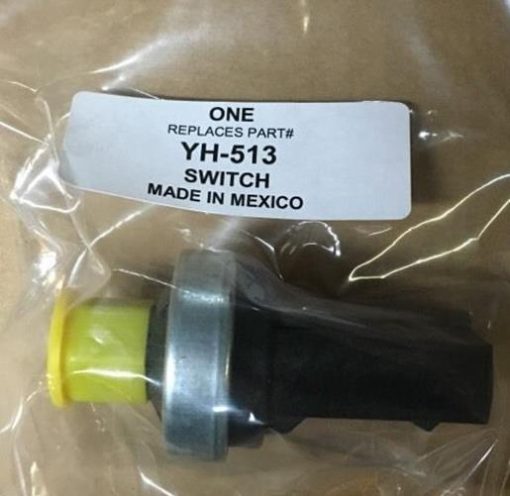 ONE
REPLACES PART#
YH-513
SWITCH
MADE IN MEXICO